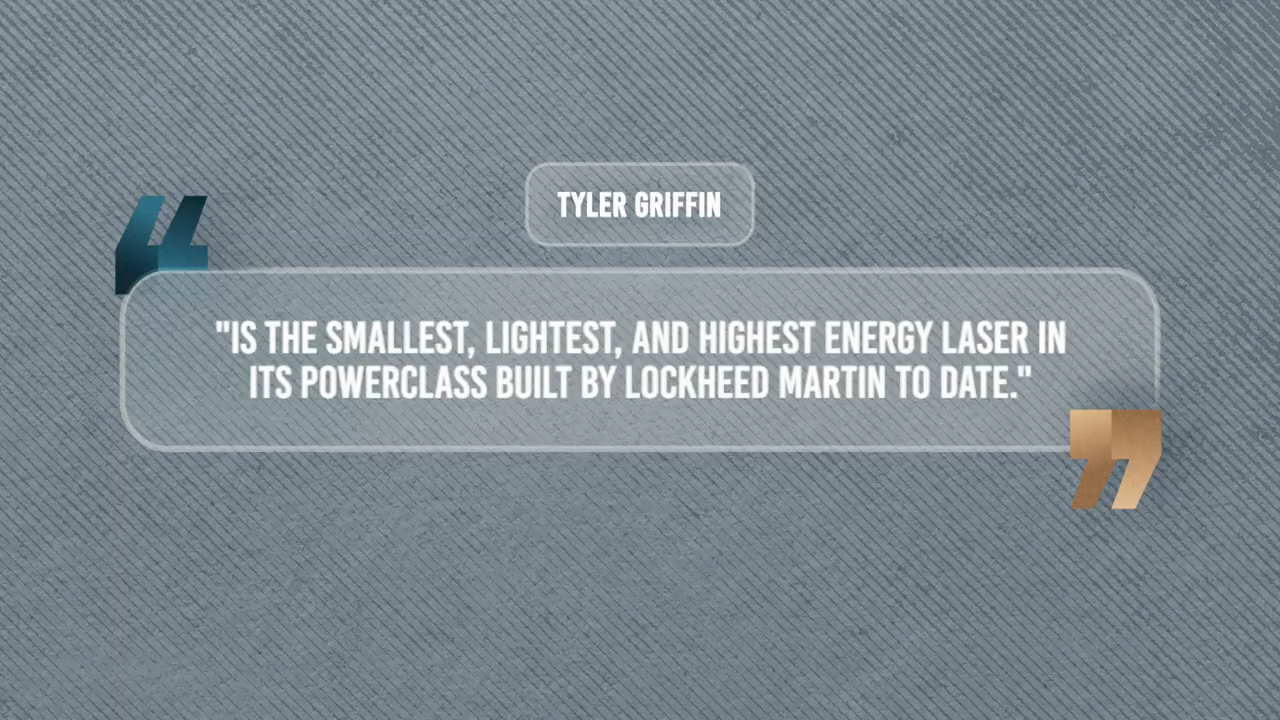 TYLER GRIFFIN
"IS THE SMALLEST, LIGHTEST, AND HIGHEST ENERGY LASER IN
ITS POWERCLASS BUILT BY LOCKHEED MARTIN TO DATE."